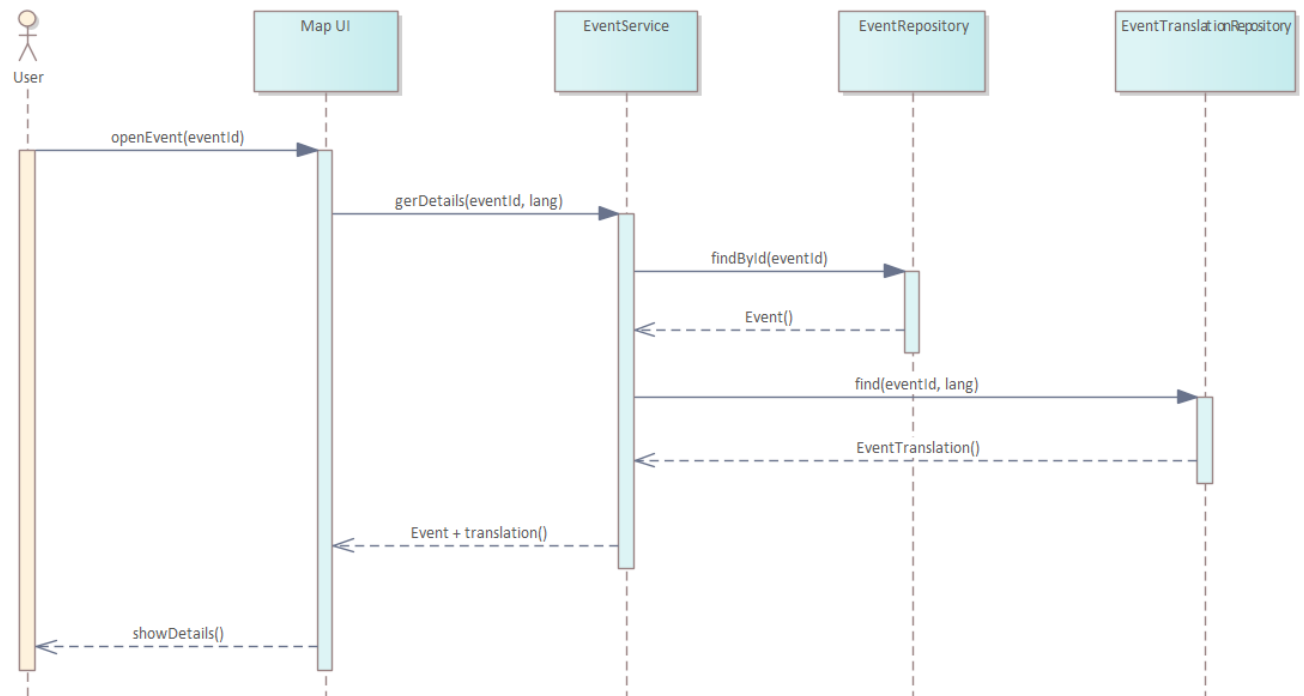 User
Map UI
EventService
EventRepository
EventTranslationRepository
openEvent(eventId)
gerDetails(eventId, lang)
findById(eventId)
Event()
find(eventId, lang)
EventTranslation()
Event + translation()
showDetails()